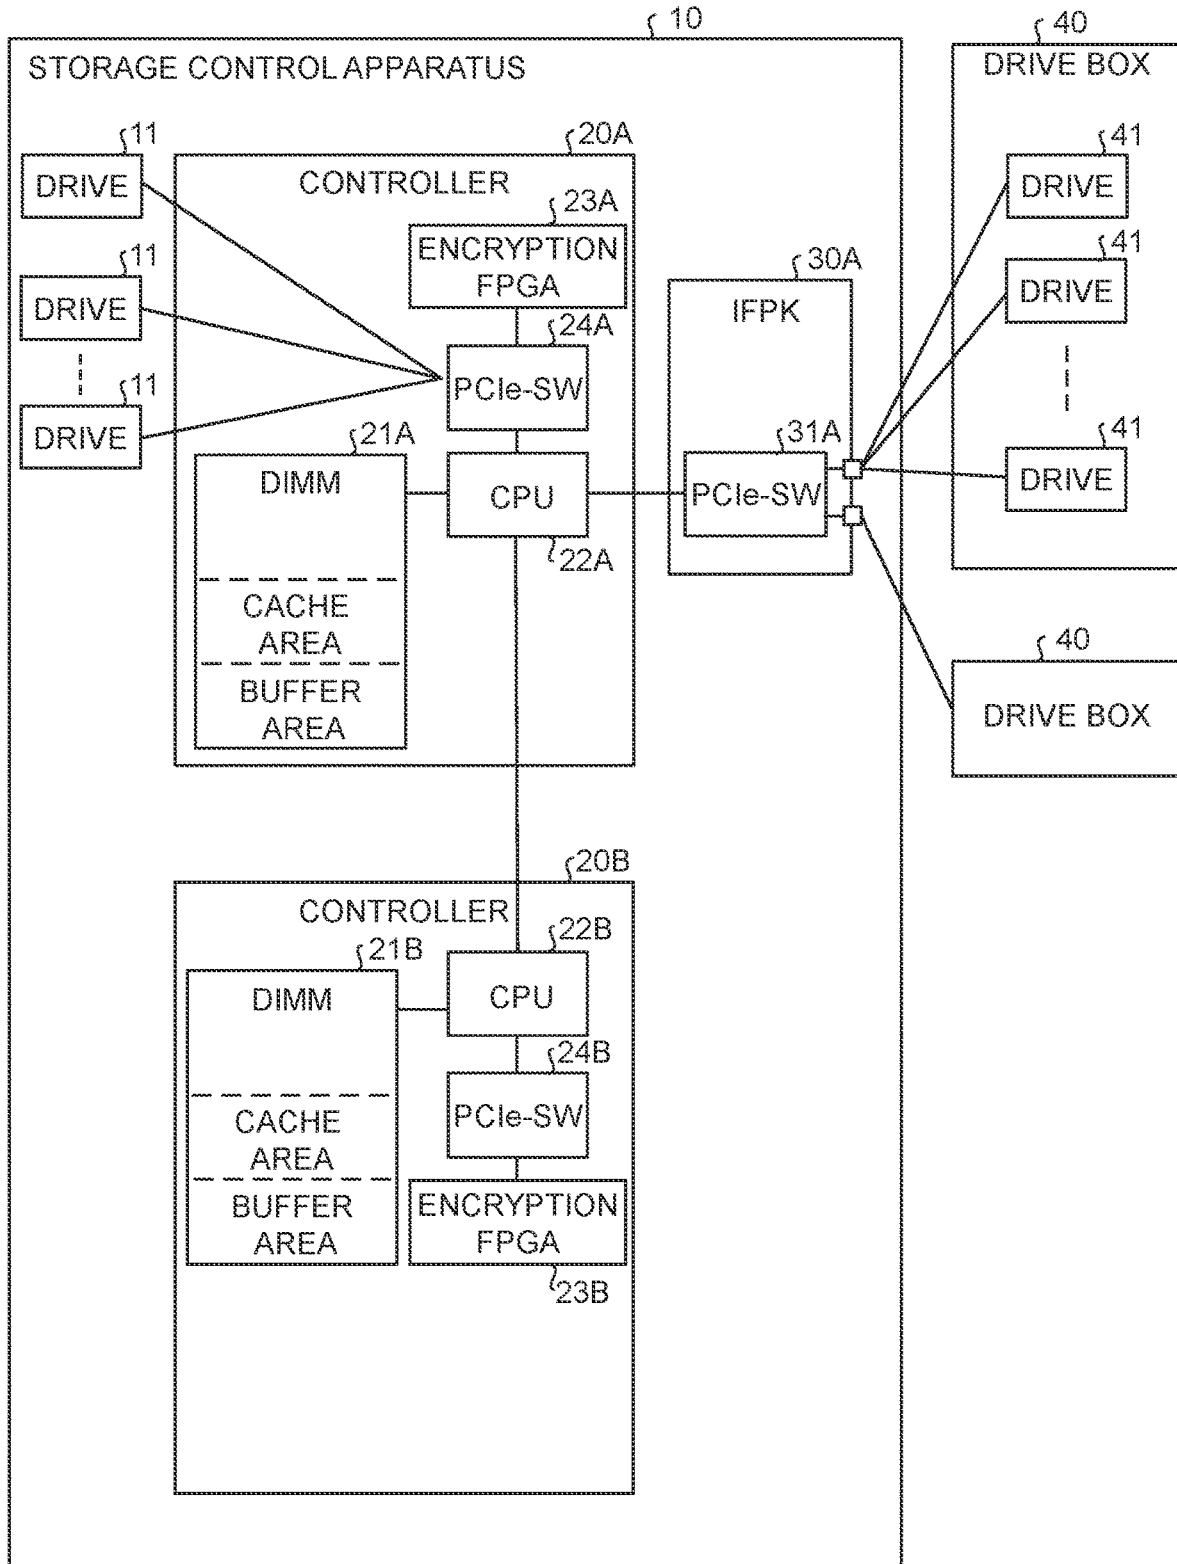 10
STORAGE CONTROL APPARATUS
40
DRIVE BOX
11
DRIVE
11
DRIVE
11
DRIVE
20A
CONTROLLER
23A
ENCRYPTION
FPGA
24A
PCIe-SW
21A
DIMM
CACHE
AREA
BUFFER
AREA
CPU
22A
30A
IFPK
31A
PCIe-SW
41
DRIVE
41
DRIVE
41
DRIVE
40
DRIVE BOX
20B
CONTROLLER
21B
DIMM
CACHE
AREA
BUFFER
AREA
22B
CPU
24B
PCIe-SW
ENCRYPTION
FPGA
23B